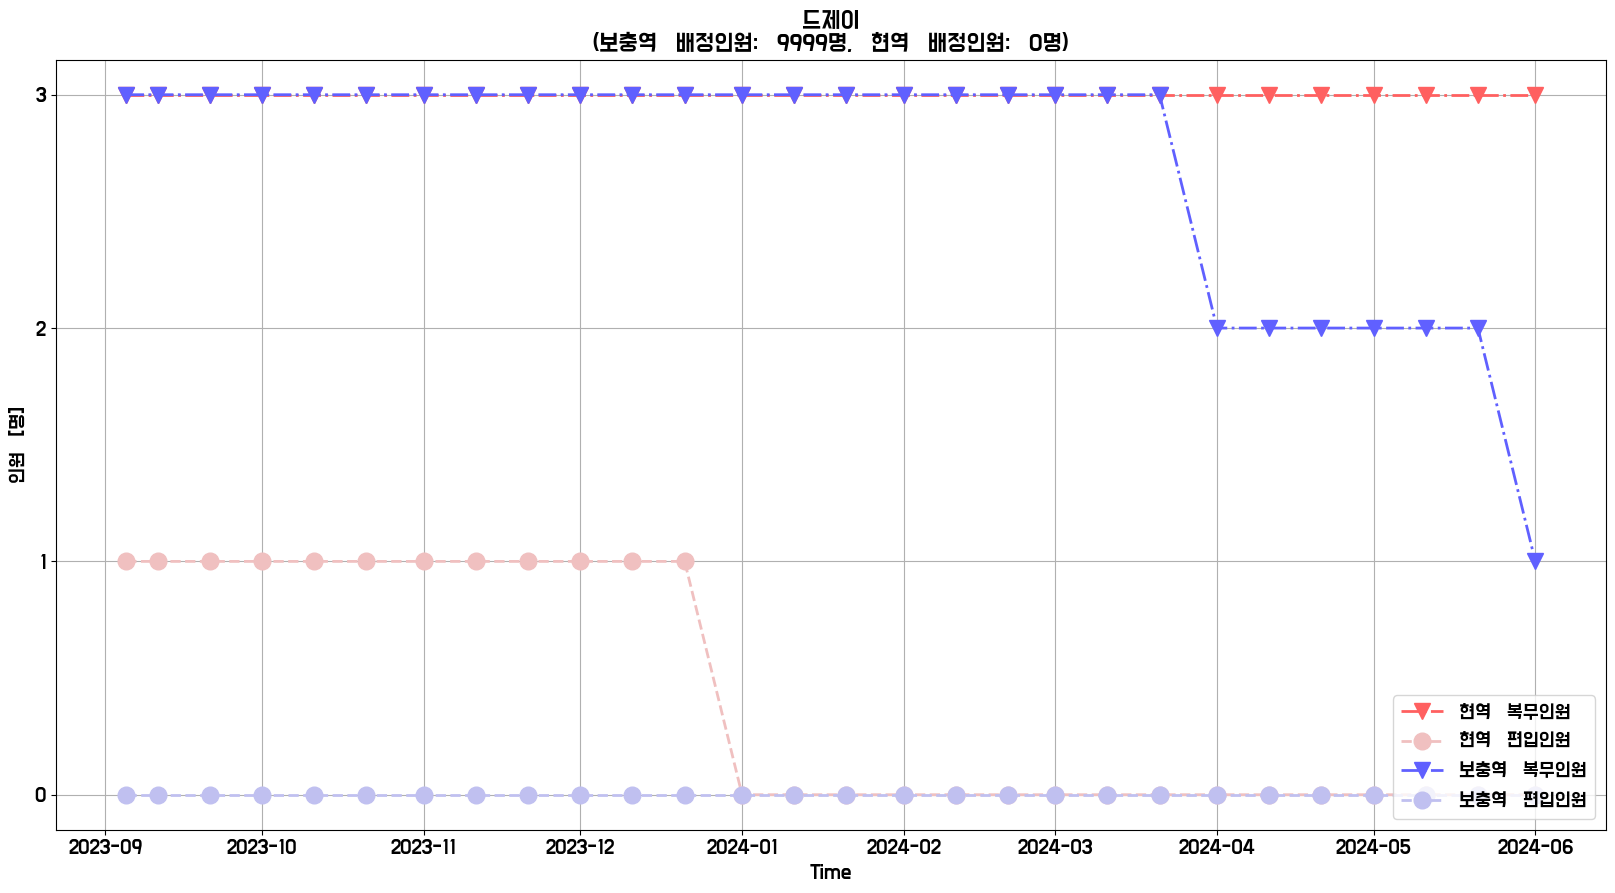 드제이
(보충역 배정인원: 9999명, 현역 배정인원: 0명)
인원 [명]
3
2
1
0
2023-09 2023-10 2023-11 2023-12 2024-01 2024-02 2024-03 2024-04 2024-05 2024-06
Time
현역 복무인원
현역 편입인원
보충역 복무인원
보충역 편입인원